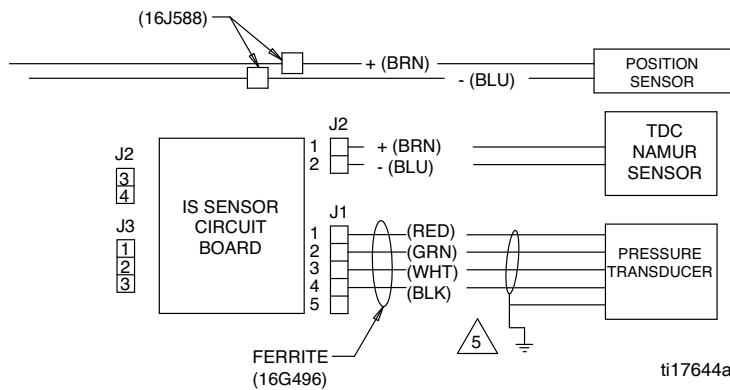 (16J588)
+ (BRN)
- (BLU)
POSITION
SENSOR
J2
3
4
J3
1
2
3
IS SENSOR
CIRCUIT
BOARD
J2
1
2
+ (BRN)
- (BLU)
TDC
NAMUR
SENSOR
J1
1
2
3
4
5
(RED)
(GRN)
(WHT)
(BLK)
PRESSURE
TRANSDUCER
5
FERRITE
(16G496)
ti17644a